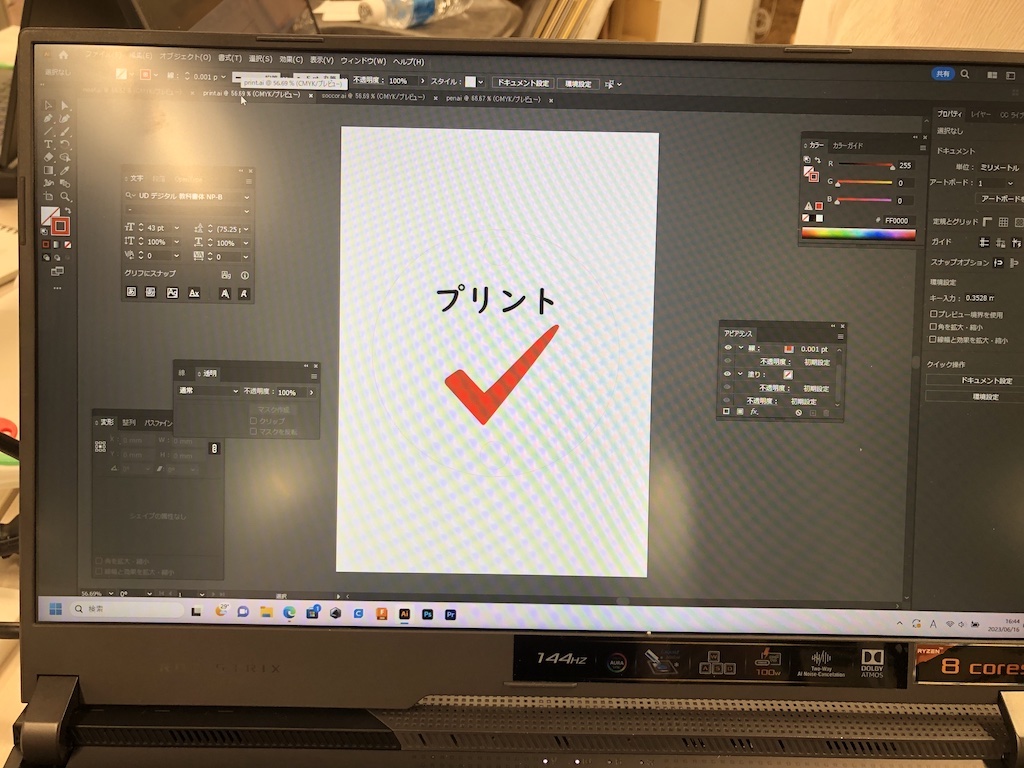 オブジェクト(O) 書式(T) 選択(S) 効果(C) 表示(V) ウィンドウ(W) ヘルプ(H)
選択なし
線：
0.001 p
不透明度：
100%
スタイル：
ドキュメント設定
環境設定
共有
print.ai @ 56.69 % (CMYK/プレビュー)
print.ai @ 56.69 % (CMYK/プレビュー) ×
soccor.ai @ 56.69 % (CMYK/プレビュー) ×
pen.ai @ 66.67 % (CMYK/プレビュー) ×
文字
UD デジタル 教科書体 NP-B
43 pt
(75.25
100%
100%
0
0
グリフにスナップ
プリント
線
透明
通常
不透明度：
100%
マスク作成
クリップ
マスクを反転
変形
整列
パスファイン
シェイプの属性なし
角を拡大・縮小
線幅と効果を拡大・縮小
カラー
カラーガイド
R
255
G
0
B
0
# FF0000
アピアランス
線：
0.001 pt
不透明度： 初期設定
塗り：
不透明度： 初期設定
不透明度： 初期設定
fx.
プロパティ
レイヤー
CC ライブ
選択なし
ドキュメント
単位：
ミリメートル
アートボード：
1
アートボード
定規とグリッド
ガイド
スナップオプション
環境設定
キー入力：
0.3528 m
プレビュー境界を使用
角を拡大・縮小
線幅と効果を拡大・縮小
クイック操作
ドキュメント設定
環境設定
56.69%
0°
1
選択
検索
29°
Ai
Ps
Pr
A
16:44
2023/06/16
ROG STRIX
144HZ
AURA
100W
Two-Way
AI Noise-Cancelation
DOLBY
ATMOS
RYZEN
8 cores